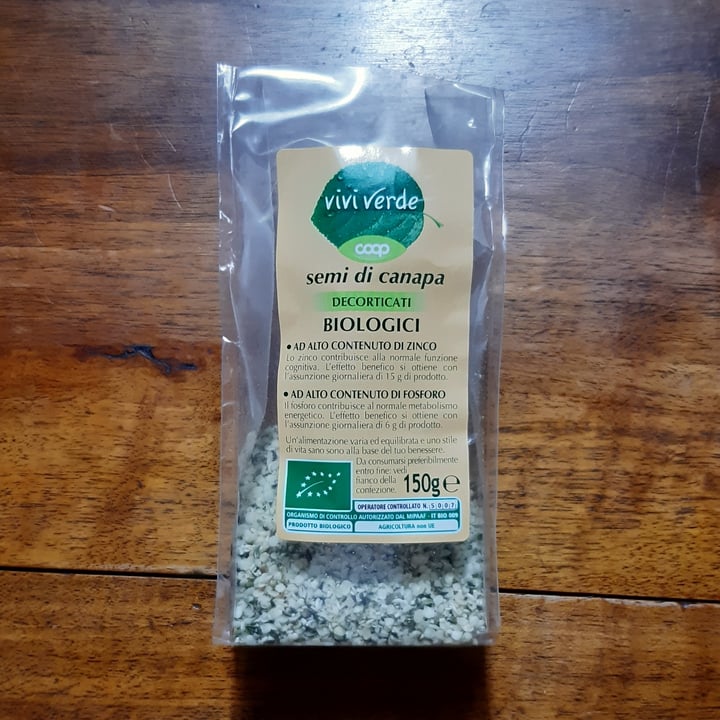 vivi verde
coop
semi di canapa
DECORTICATI
BIOLOGICI
• AD ALTO CONTENUTO DI ZINCO
Lo zinco contribuisce alla normale funzione
cognitiva. L'effetto benefico si ottiene con
l'assunzione giornaliera di 15 g di prodotto.
• AD ALTO CONTENUTO DI FOSFORO
Il fosforo contribuisce al normale metabolismo
energetico. L'effetto benefico si ottiene con
l'assunzione giornaliera di 6 g di prodotto.
Un'alimentazione varia ed equilibrata e uno stile
di vita sano sono alla base del tuo benessere.
Da consumarsi preferibilmente
entro fine: vedi
fianco della
confezione.
150g e
OPERATORE CONTROLLATO N. 5007
ORGANISMO DI CONTROLLO AUTORIZZATO DAL MIPAAF - IT BIO 009
PRODOTTO BIOLOGICO
AGRICOLTURA non UE